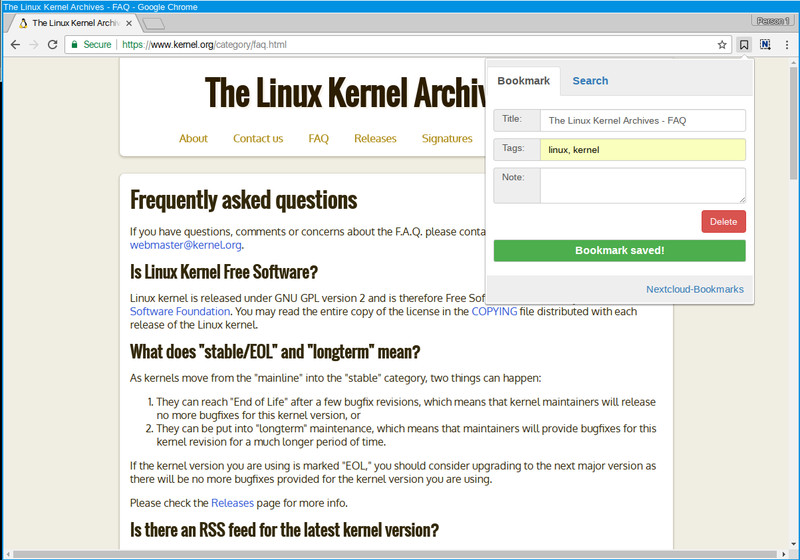 The Linux Kernel Archives - FAQ - Google Chrome
The Linux Kernel Archiv
Person 1
Secure https://www.kernel.org/category/faq.html
The Linux Kernel Archiv
About Contact us FAQ Releases Signatures
Bookmark Search
Title: The Linux Kernel Archives - FAQ
Tags: linux, kernel
Note:
Delete
Bookmark saved!
Nextcloud-Bookmarks
Frequently asked questions
If you have questions, comments or concerns about the F.A.Q. please conta
webmaster@kernel.org.
Is Linux Kernel Free Software?
Linux kernel is released under GNU GPL version 2 and is therefore Free Sof
Software Foundation. You may read the entire copy of the license in the COPYING file distributed with each
release of the Linux kernel.
What does "stable/EOL" and "longterm" mean?
As kernels move from the "mainline" into the "stable" category, two things can happen:
1. They can reach "End of Life" after a few bugfix revisions, which means that kernel maintainers will release
no more bugfixes for this kernel version, or
2. They can be put into "longterm" maintenance, which means that maintainers will provide bugfixes for this
kernel revision for a much longer period of time.
If the kernel version you are using is marked "EOL," you should consider upgrading to the next major version as
there will be no more bugfixes provided for the kernel version you are using.
Please check the Releases page for more info.
Is there an RSS feed for the latest kernel version?